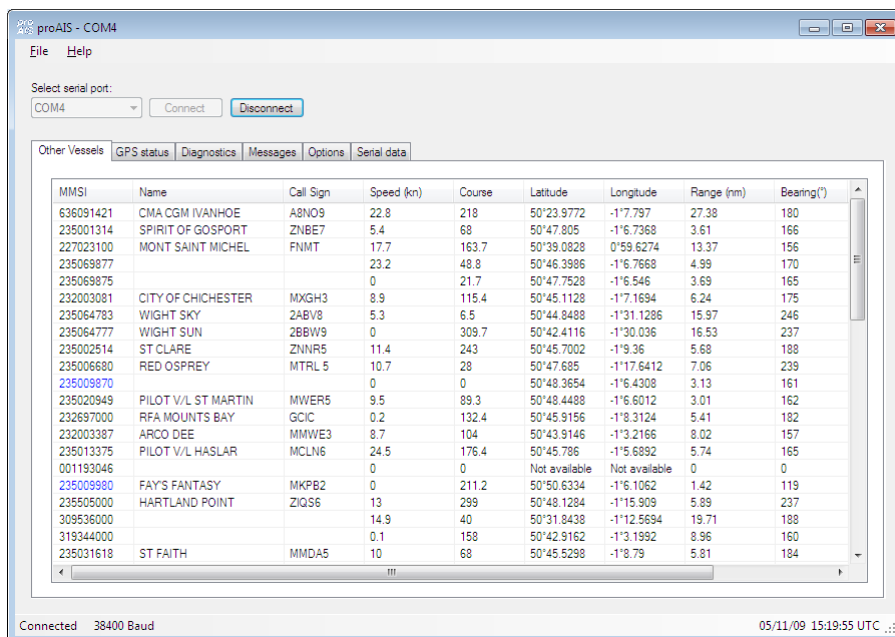 proAIS - COM4
File Help
Select serial port:
COM4 Connect Disconnect
Other Vessels GPS status Diagnostics Messages Options Serial data
MMSI Name Call Sign Speed (kn) Course Latitude Longitude Range (nm) Bearing(°)
636091421 CMA CGM IVANHOE A8NO9 22.8 218 50°23.9772 -1°7.797 27.38 180
235001314 SPIRIT OF GOSPORT ZNBE7 5.4 68 50°47.805 -1°6.7368 3.61 166
227023100 MONT SAINT MICHEL FNMT 17.7 163.7 50°39.0828 0°59.6274 13.37 156
235069877 23.2 48.8 50°46.3986 -1°6.7668 4.99 170
235069875 0 21.7 50°47.7528 -1°6.546 3.69 165
232003081 CITY OF CHICHESTER MXGH3 8.9 115.4 50°45.1128 -1°7.1694 6.24 175
235064783 WIGHT SKY 2ABV8 5.3 6.5 50°44.8488 -1°31.1286 15.97 246
235064777 WIGHT SUN 2BBW9 0 309.7 50°42.4116 -1°30.036 16.53 237
235002514 ST CLARE ZNNR5 11.4 243 50°45.7002 -1°9.36 5.68 188
235006680 RED OSPREY MTRL 5 10.7 28 50°47.685 -1°17.6412 7.06 239
235009870 0 0 50°48.3654 -1°6.4308 3.13 161
235020949 PILOT V/L ST MARTIN MWER5 9.5 89.3 50°48.4488 -1°6.6012 3.01 162
232697000 RFA MOUNTS BAY GCIC 0.2 132.4 50°45.9156 -1°8.3124 5.41 182
232003387 ARCO DEE MMWE3 8.7 104 50°43.9146 -1°3.2166 8.02 157
235013375 PILOT V/L HASLAR MCLN6 24.5 176.4 50°45.786 -1°5.6892 5.74 165
001193046 0 0 Not available Not available 0 0
235009980 FAY'S FANTASY MKPB2 0 211.2 50°50.6334 -1°6.1062 1.42 119
235505000 HARTLAND POINT ZIQS6 13 299 50°48.1284 -1°15.909 5.89 237
309536000 14.9 40 50°31.8438 -1°12.5694 19.71 188
319344000 0.1 158 50°42.9162 -1°3.1992 8.96 160
235031618 ST FAITH MMDA5 10 68 50°45.5298 -1°8.79 5.81 184
Connected 38400 Baud 05/11/09 15:19:55 UTC